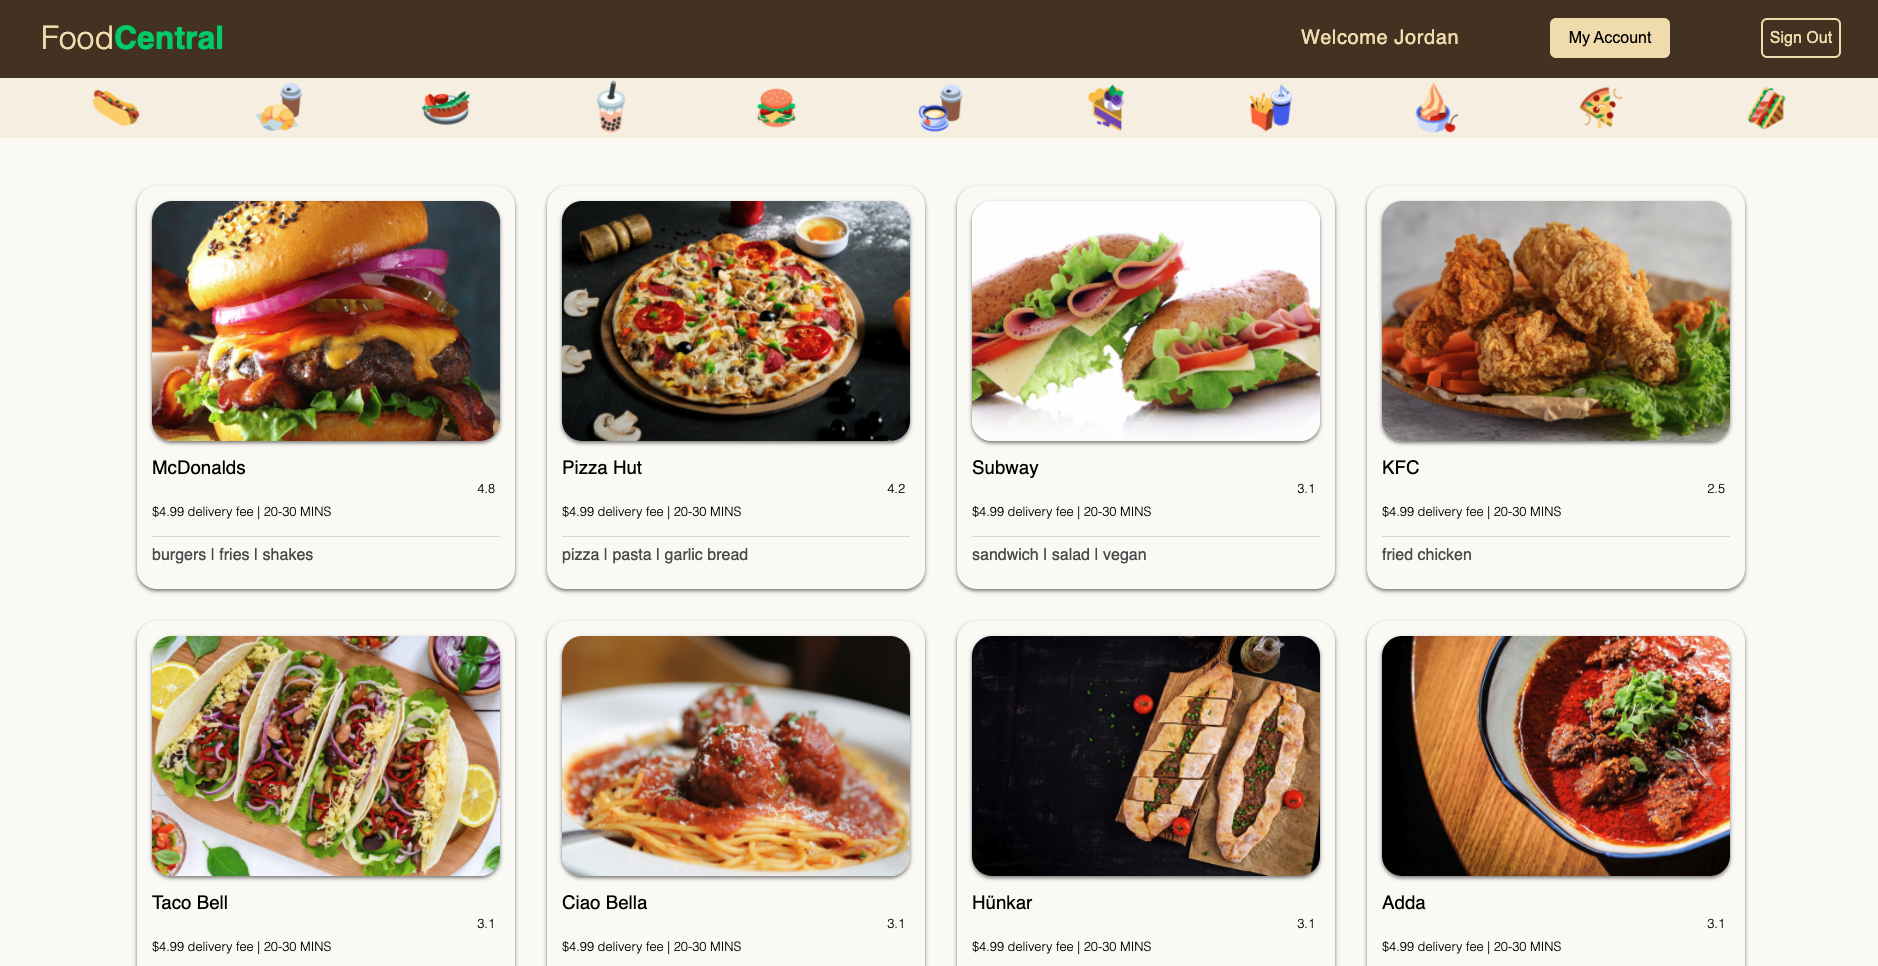 FoodCentral
Welcome Jordan
My Account
Sign Out
McDonalds
4.8
$4.99 delivery fee | 20-30 MINS
burgers | fries | shakes
Pizza Hut
4.2
$4.99 delivery fee | 20-30 MINS
pizza | pasta | garlic bread
Subway
3.1
$4.99 delivery fee | 20-30 MINS
sandwich | salad | vegan
KFC
2.5
$4.99 delivery fee | 20-30 MINS
fried chicken
Taco Bell
3.1
$4.99 delivery fee | 20-30 MINS
Ciao Bella
3.1
$4.99 delivery fee | 20-30 MINS
Hünkar
3.1
$4.99 delivery fee | 20-30 MINS
Adda
3.1
$4.99 delivery fee | 20-30 MINS